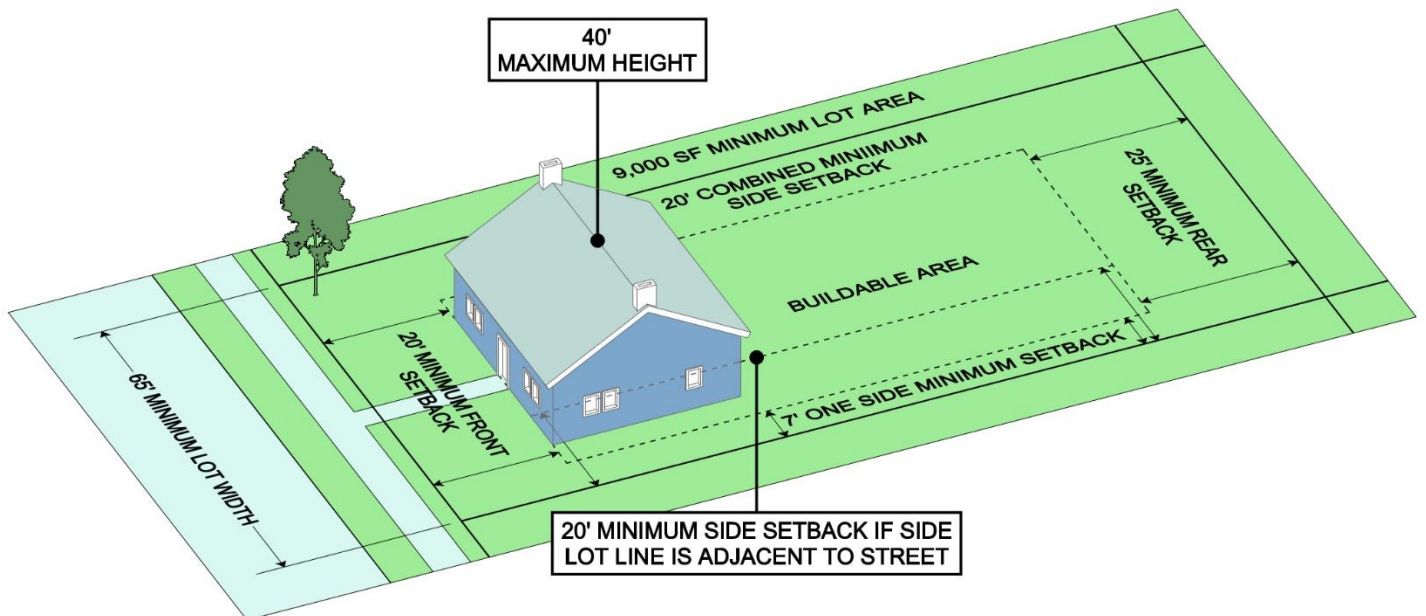 40'
MAXIMUM HEIGHT
9,000 SF MINIMUM LOT AREA
20' COMBINED MINIIMUM
SIDE SETBACK
25' MINIMUM REAR
SETBACK
BUILDABLE AREA
20' MINIMUM FRONT
SETBACK
7' ONE SIDE MINIMUM SETBACK
65' MINIMUM LOT WIDTH
20' MINIMUM SIDE SETBACK IF SIDE
LOT LINE IS ADJACENT TO STREET